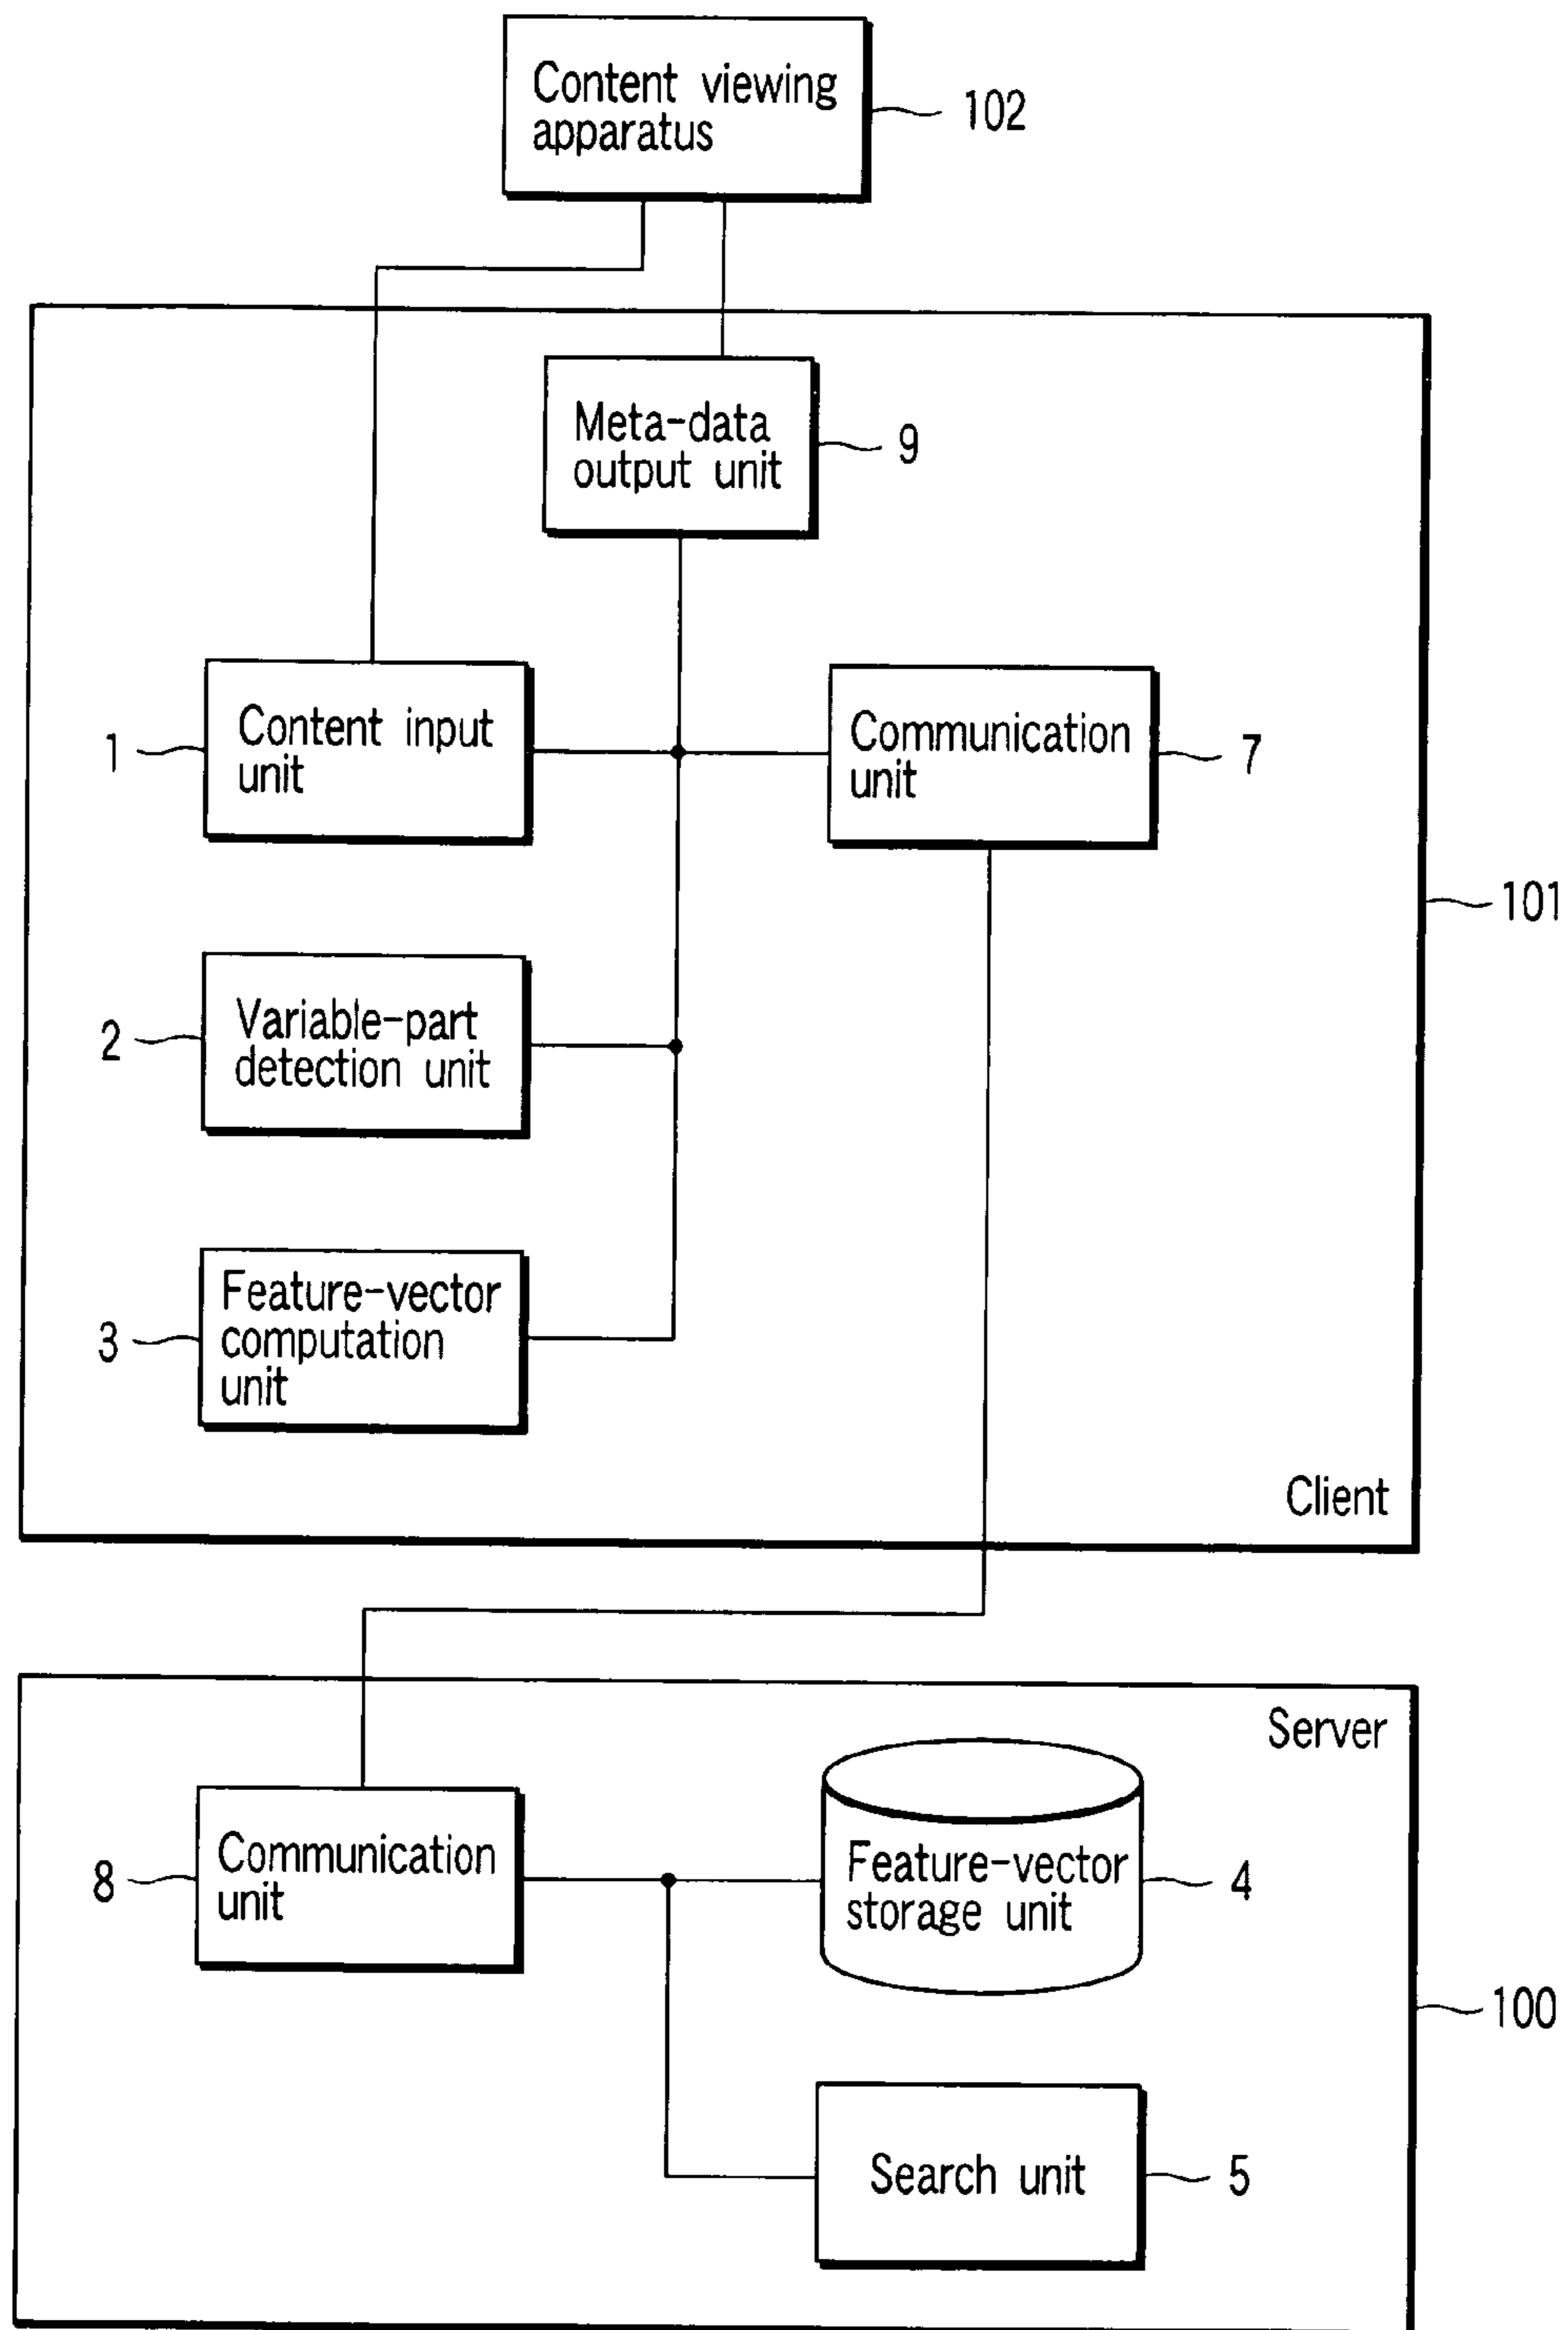 Content viewing
apparatus
102
Meta-data
output unit
9
1
Content input
unit
Communication
unit
7
101
2
Variable-part
detection unit
3
Feature-vector
computation
unit
Client
Server
8
Communication
unit
Feature-vector
storage unit
4
100
Search unit
5